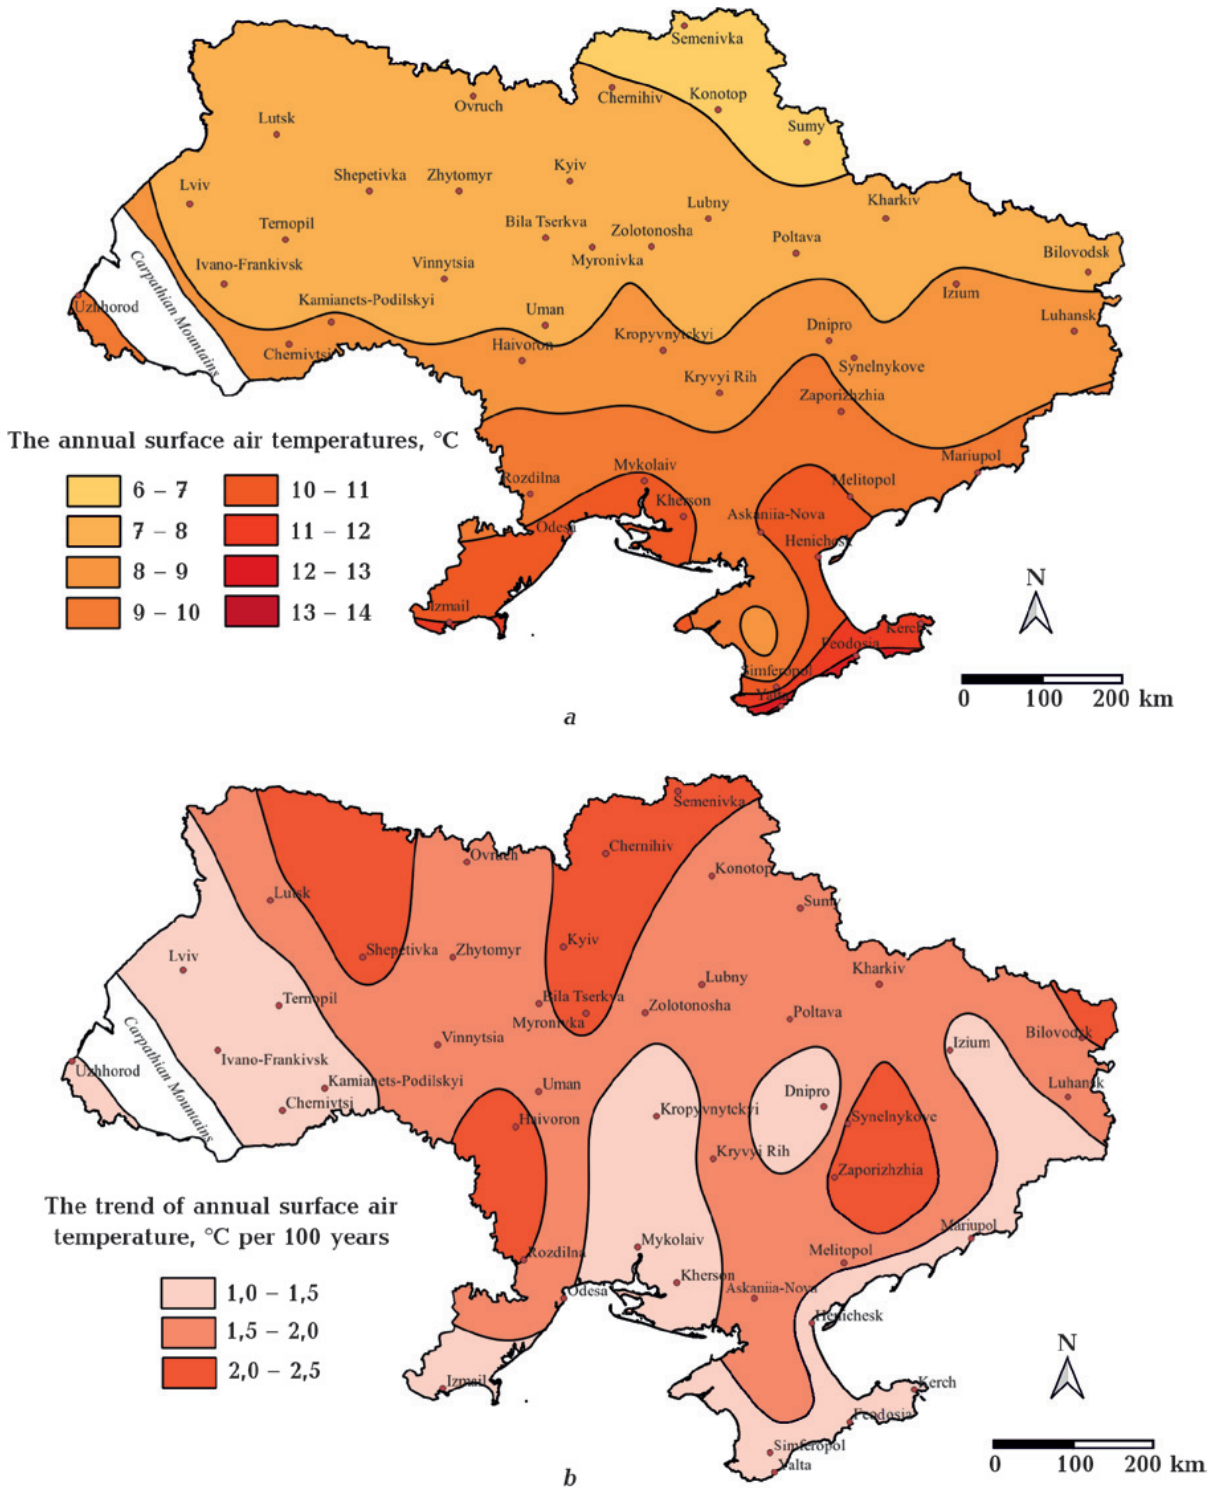 Semenivka
Chernihiv
Konotop
Ovruch
Sumy
Lutsk
Kyiv
Shepetivka
Zhytomyr
Lviv
Lubny
Kharkiv
Ternopil
Bila Tserkva
Zolotonosha
Poltava
Myronivka
Bilovodsk
Ivano-Frankivsk
Vinnytsia
Carpathian Mountains
Izium
Kamianets-Podilskyi
Uzhhorod
Uman
Luhansk
Dnipro
Kropyvnytckyi
Haivoron
Chernivtsi
Synelnykove
Kryvyi Rih
Zaporizhzhia
The annual surface air temperatures, °C
Mariupol
Mykolaiv
Rozdilna
Melitopol
6 – 7
10 – 11
Kherson
Askaniia-Nova
Odesa
7 – 8
11 – 12
Henichesk
8 – 9
12 – 13
N
9 – 10
13 – 14
Izmail
Kerch
Feodosia
Simferopol
Yalta
0 100 200 km
a
Semenivka
Chernihiv
Ovruch
Konotop
Lutsk
Sumy
Kyiv
Shepetivka
Zhytomyr
Lviv
Kharkiv
Lubny
Ternopil
Bila Tserkva
Zolotonosha
Poltava
Myronivka
Bilovodsk
Vinnytsia
Izium
Carpathian Mountains
Ivano-Frankivsk
Uzhhorod
Kamianets-Podilskyi
Uman
Luhansk
Dnipro
Chernivtsi
Kropyvnytckyi
Haivoron
Synelnykove
Kryvyi Rih
Zaporizhzhia
The trend of annual surface air
temperature, °C per 100 years
Mariupol
Mykolaiv
Rozdilna
Melitopol
Kherson
Askaniia-Nova
Odesa
1,0 – 1,5
Henichesk
1,5 – 2,0
N
2,0 – 2,5
Izmail
Kerch
Feodosia
Simferopol
Yalta
0 100 200 km
b